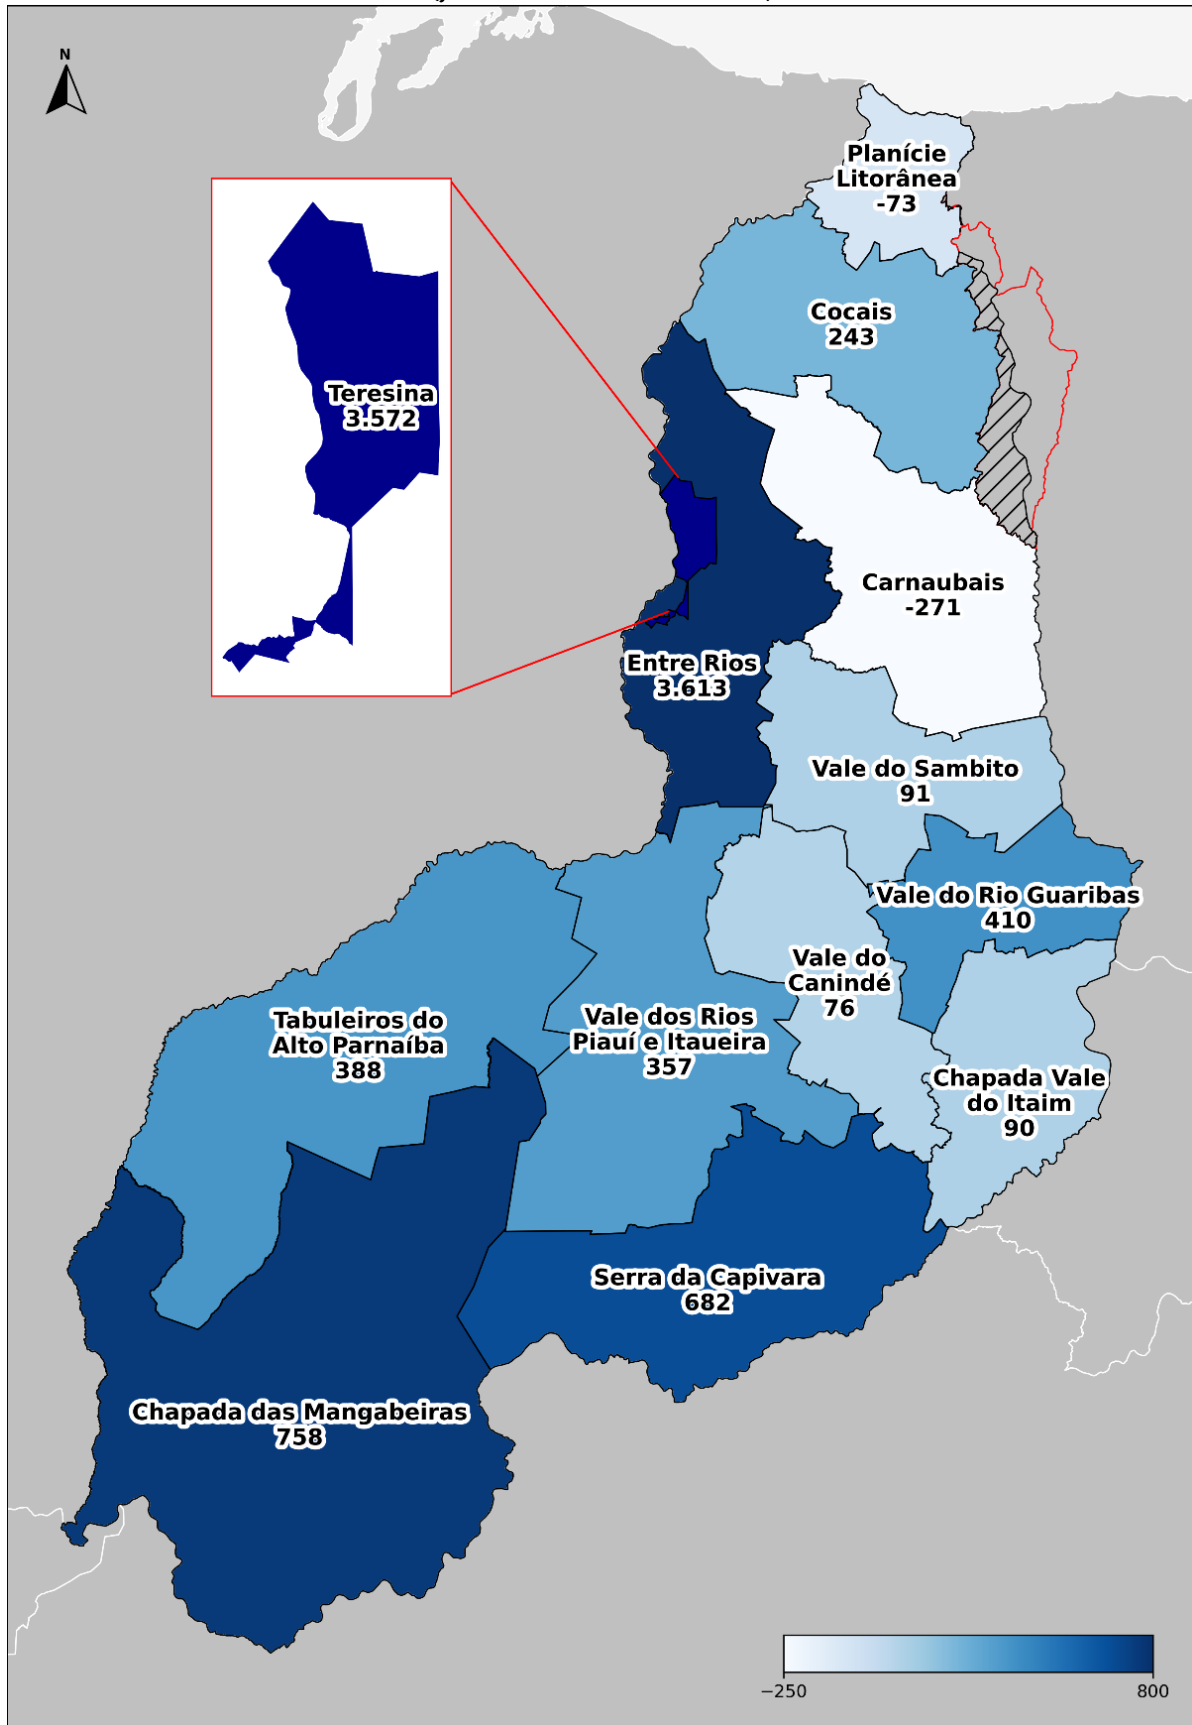 N
Planície
Litorânea
-73
Cocais
243
Teresina
3.572
Carnaubais
-271
Entre Rios
3.613
Vale do Sambito
91
Vale do Rio Guaribas
410
Vale do
Canindé
76
Tabuleiros do
Alto Parnaíba
388
Vale dos Rios
Piauí e Itaueira
357
Chapada Vale
do Itaim
90
Serra da Capivara
682
Chapada das Mangabeiras
758
−250
800